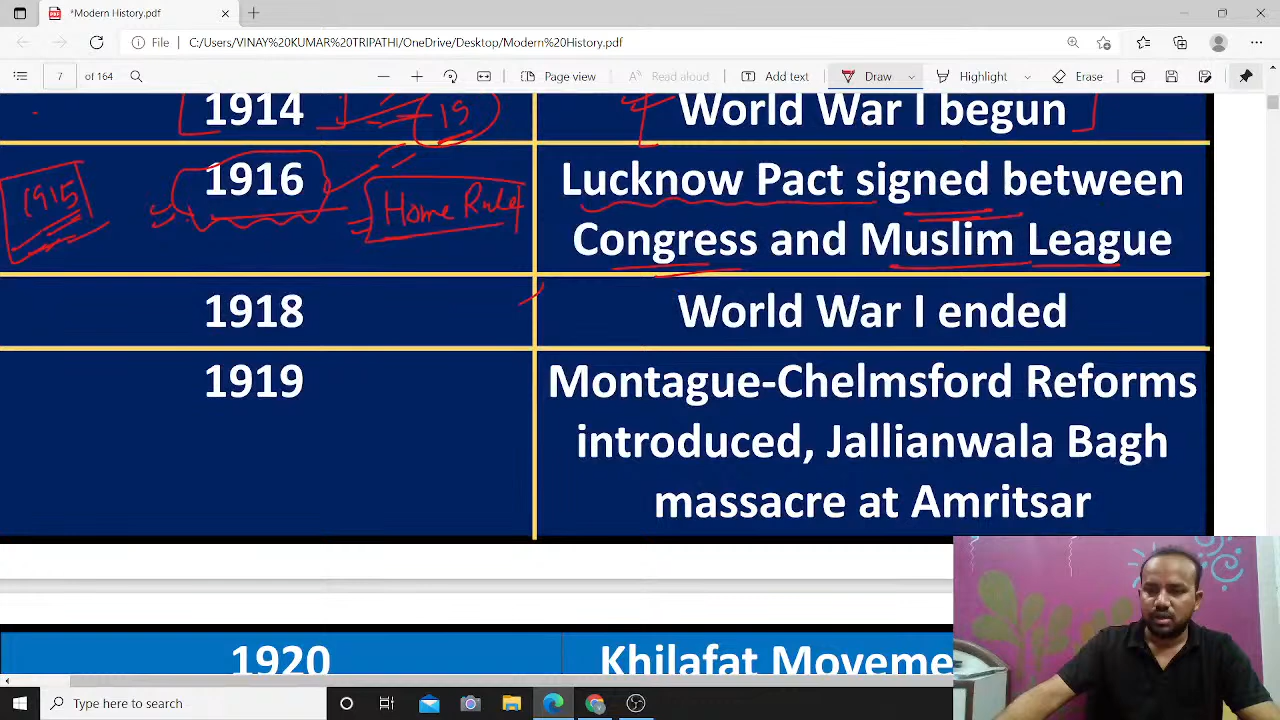 *Modern History.pdf
File
C:/Users/VINAY%20KUMAR%20TRIPATHI/OneDrive/Desktop/Modern%20History.pdf
7 of 164
Page view
Read aloud
Add text
Draw
Highlight
Erase
1914
19
World War I begun
1915
1916
Home Rule
Lucknow Pact signed between
Congress and Muslim League
1918
World War I ended
1919
Montague-Chelmsford Reforms
introduced, Jallianwala Bagh
massacre at Amritsar
1920
Khilafat Moveme
Type here to search